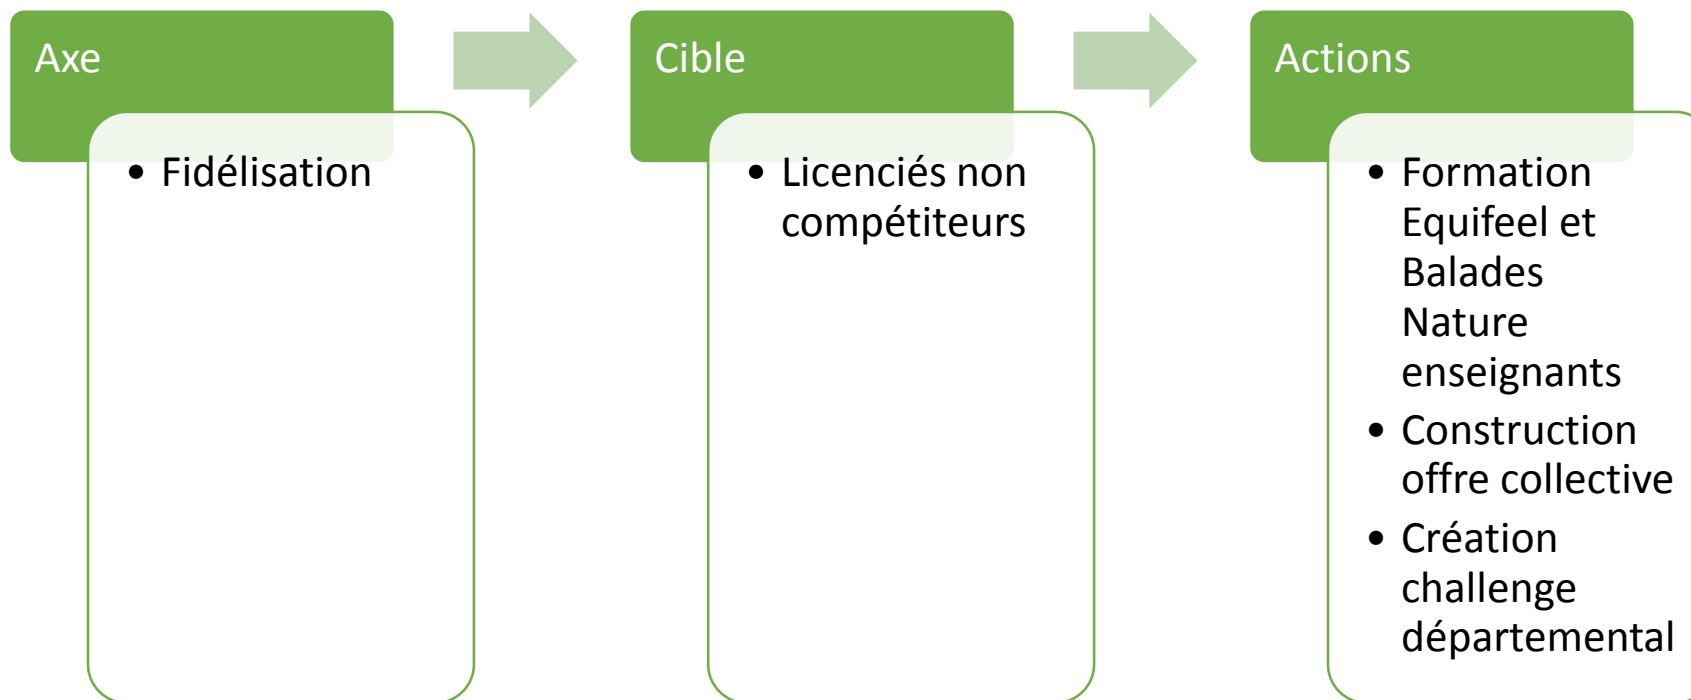 Axe
• Fidélisation
Cible
• Licenciés non
compétiteurs
Actions
• Formation
Equifeel et
Balades
Nature
enseignants
• Construction
offre collective
• Création
challenge
départemental